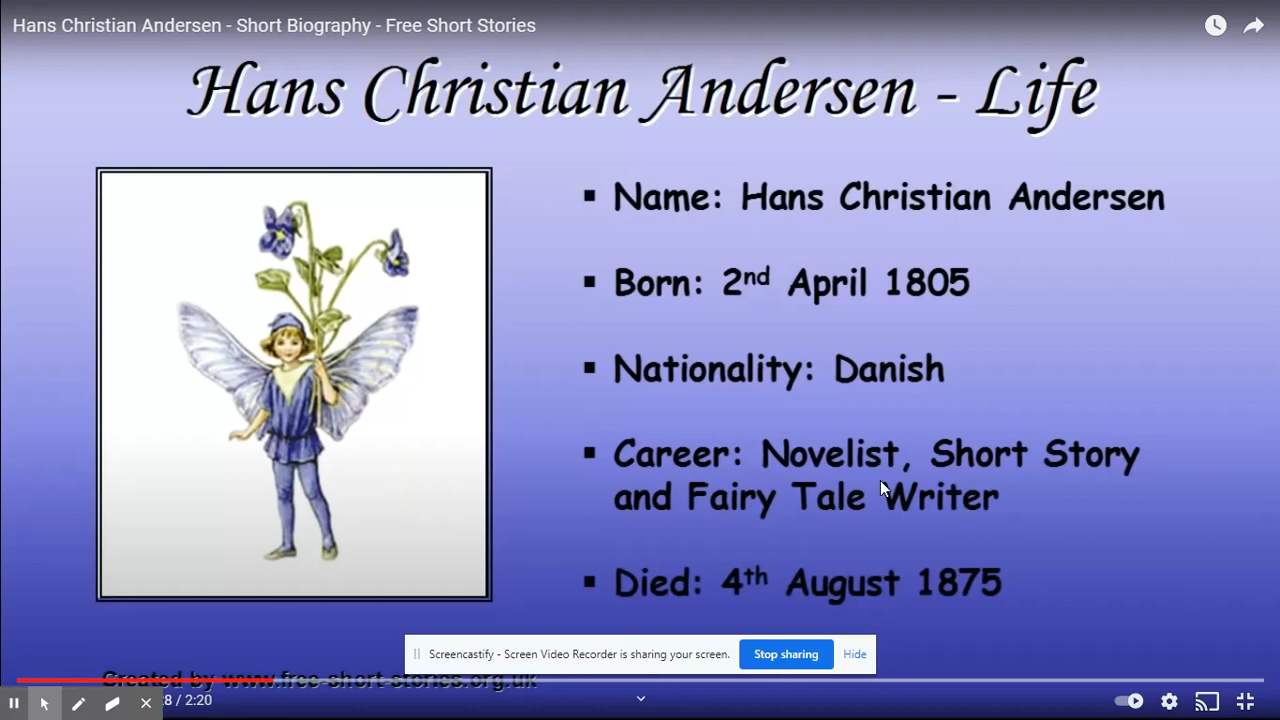 Hans Christian Andersen - Short Biography - Free Short Stories
Hans Christian Andersen - Life
▪ Name: Hans Christian Andersen
▪ Born: 2nd April 1805
▪ Nationality: Danish
▪ Career: Novelist, Short Story
and Fairy Tale Writer
▪ Died: 4th August 1875
Screencastify - Screen Video Recorder is sharing your screen.
Stop sharing
Hide
Created by www.free-short-stories.org.uk
8 / 2:20